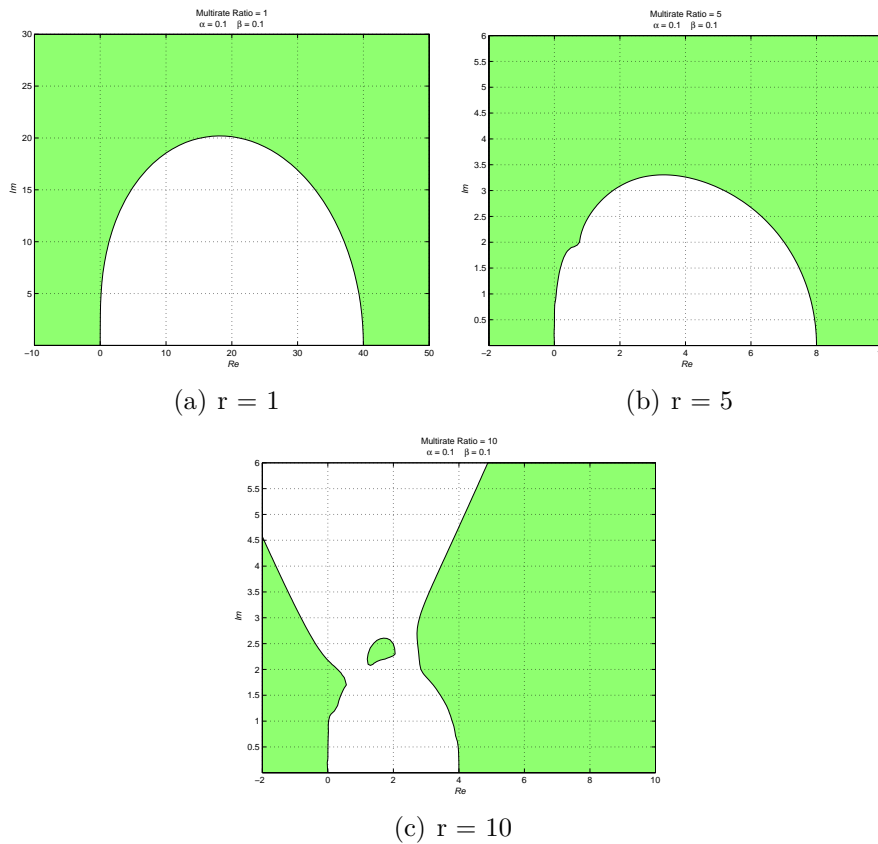 Multirate Ratio = 1
α = 0.1 β = 0.1
30
25
20
15
10
5
Im
−10 0 10 20 30 40 50
Re
(a) r = 1
Multirate Ratio = 5
α = 0.1 β = 0.1
6
5.5
5
4.5
4
3.5
3
2.5
2
1.5
1
0.5
Im
−2 0 2 4 6 8
Re
(b) r = 5
Multirate Ratio = 10
α = 0.1 β = 0.1
6
5.5
5
4.5
4
3.5
3
2.5
2
1.5
1
0.5
Im
−2 0 2 4 6 8 10
Re
(c) r = 10